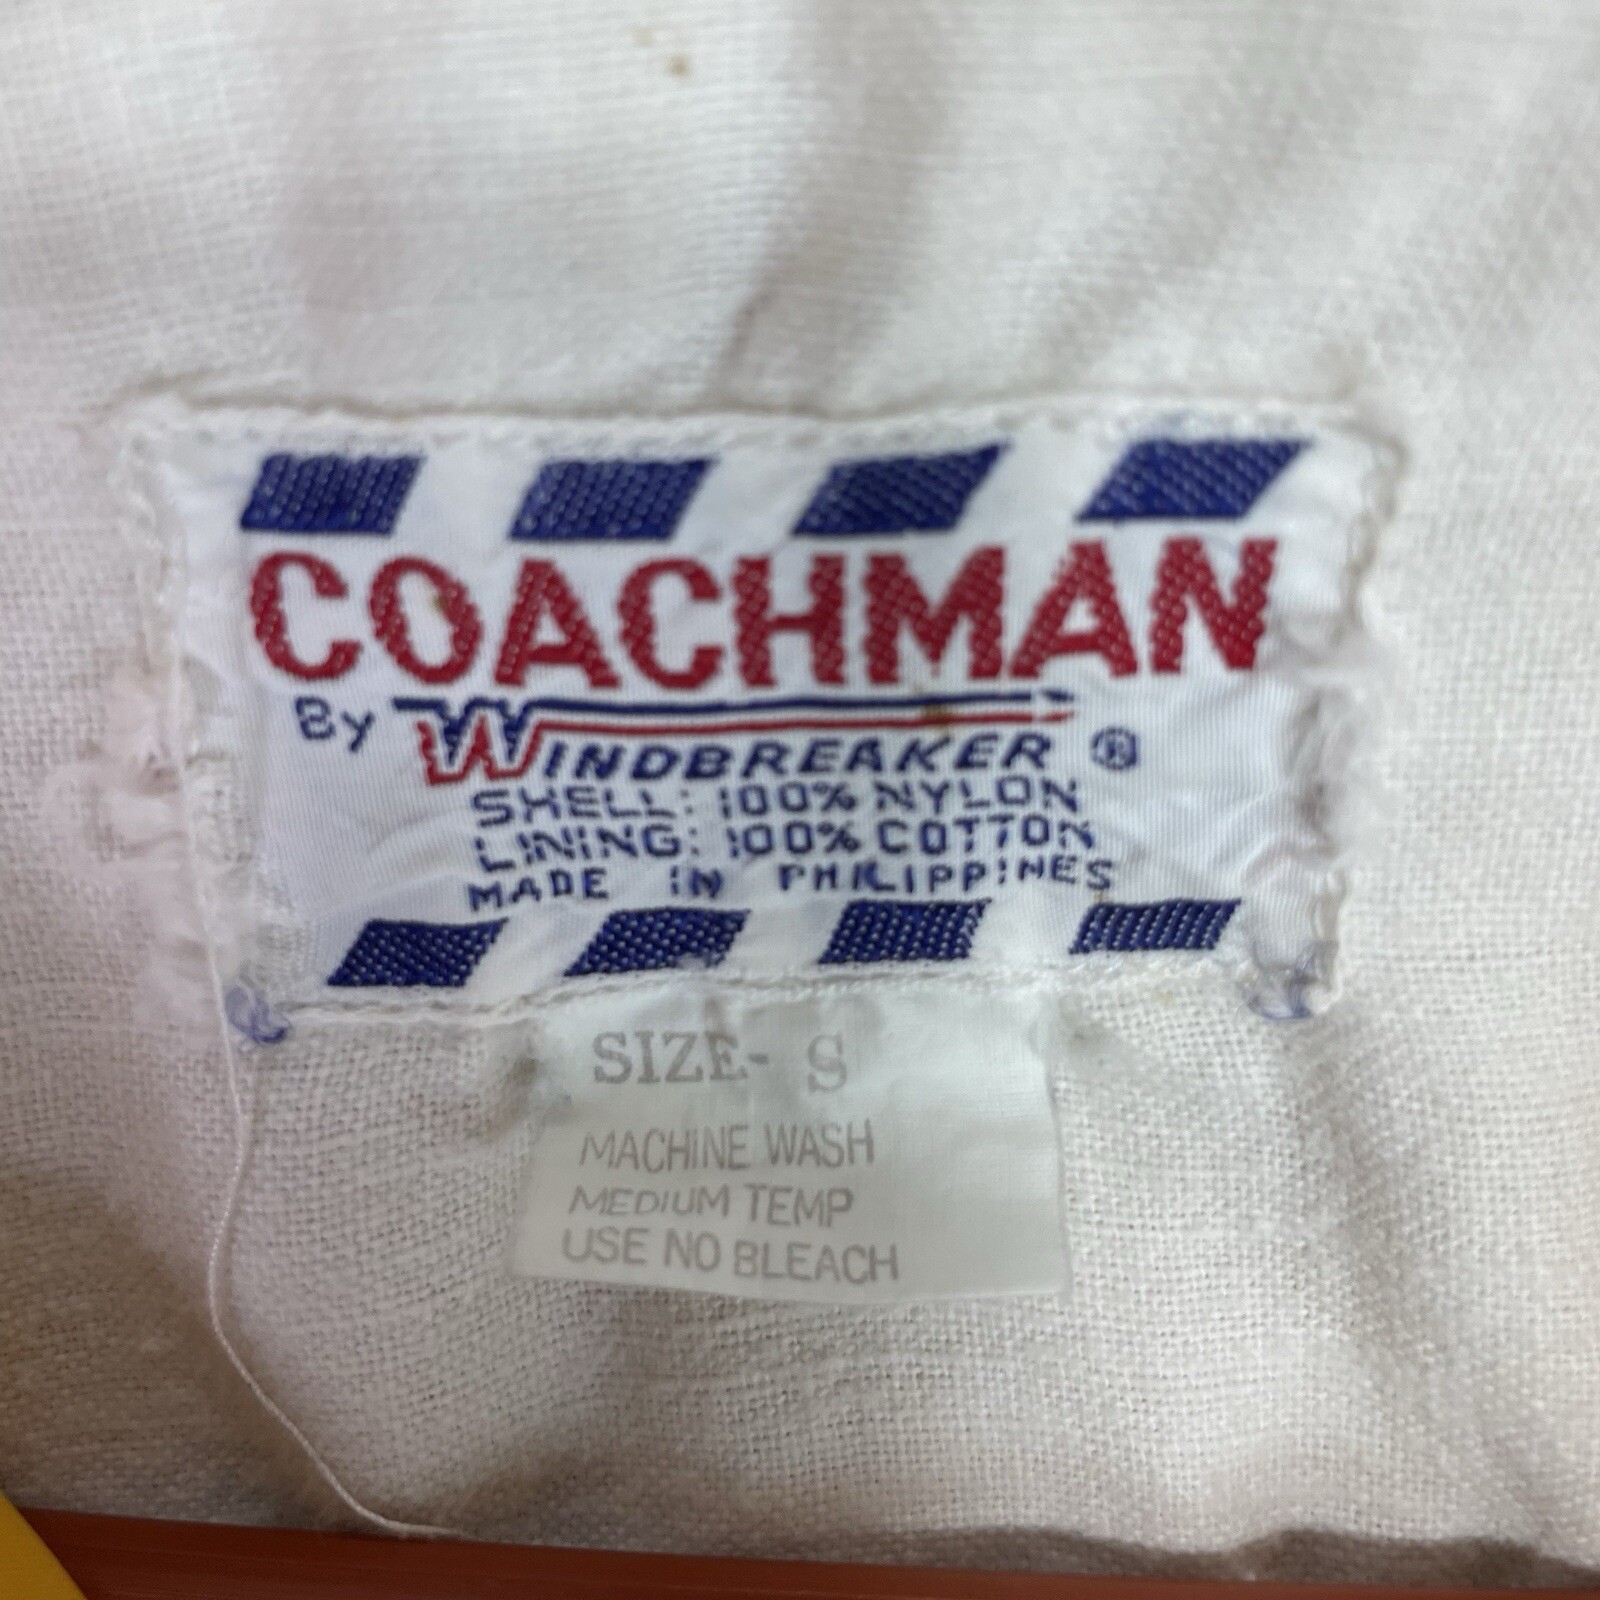 COACHMAN
By WINDBREAKER ®
SHELL: 100% NYLON
LINING: 100% COTTON
MADE IN PHILIPPINES
SIZE- S
MACHINE WASH
MEDIUM TEMP
USE NO BLEACH